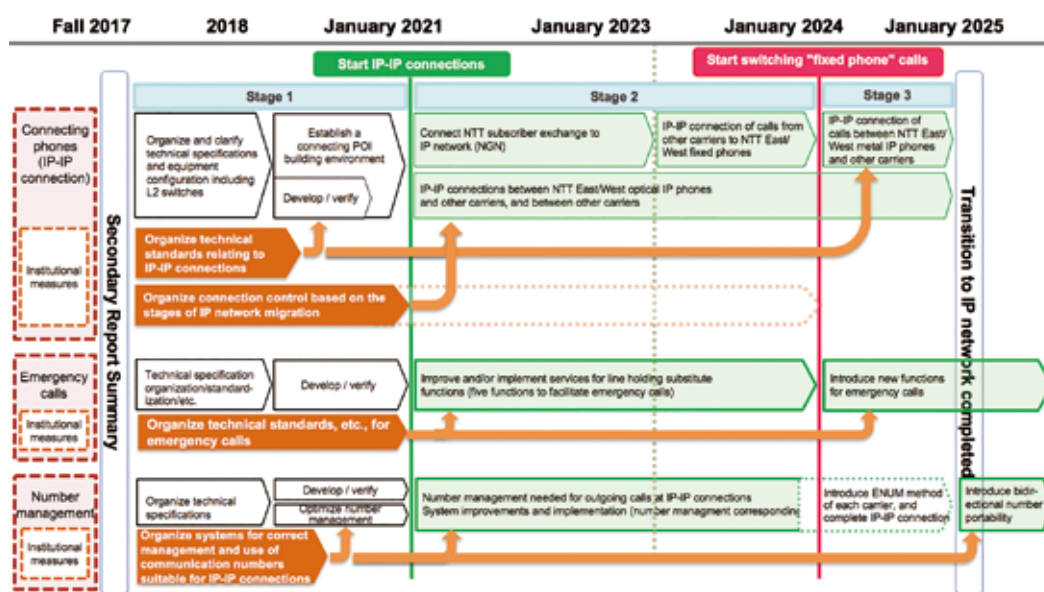 Fall 2017
2018
January 2021
January 2023
January 2024
January 2025
Start IP-IP connections
Start switching "fixed phone" calls
Stage 1
Stage 2
Stage 3
Connecting
phones
(IP-IP
connection)
Organize and clarify
technical specifications
and equipment
configuration including
L2 switches
Establish a
connecting POI
building environment
Develop / verify
Connect NTT subscriber exchange to
IP network (NGN)
IP-IP connection of calls from
other carriers to NTT East/
West fixed phones
IP-IP connection of
calls between NTT East/
West metal IP phones
and other carriers
IP-IP connections between NTT East/West optical IP phones
and other carriers, and between other carriers
Institutional
measures
Organize technical
standards relating to
IP-IP connections
Organize connection control based on the
stages of IP network migration
Secondary Report Summary
Transition to IP network completed
Emergency
calls
Technical specification
organization/standard-
ization/etc.
Develop / verify
Improve and/or implement services for line holding substitute
functions (five functions to facilitate emergency calls)
Introduce new functions
for emergency calls
Institutional
measures
Organize technical standards, etc., for
emergency calls
Number
management
Organize technical
specifications
Develop / verify
Optimize number
management
Number management needed for outgoing calls at IP-IP connections
System improvements and implementation (number managment corresponding
Introduce ENUM method
of each carrier, and
complete IP-IP connection
Introduce bidir-
ectional number
portability
Institutional
measures
Organize systems for correct
management and use of
communication numbers
suitable for IP-IP connections